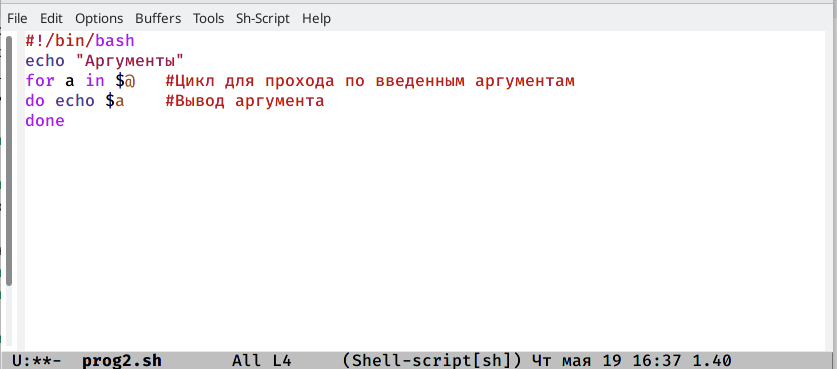 File Edit Options Buffers Tools Sh-Script Help
#!/bin/bash
echo "Аргументы"
for a in $@   #Цикл для прохода по введенным аргументам
do echo $a    #Вывод аргумента
done
U:**-  prog2.sh       All L4     (Shell-script[sh]) Чт мая 19 16:37 1.40